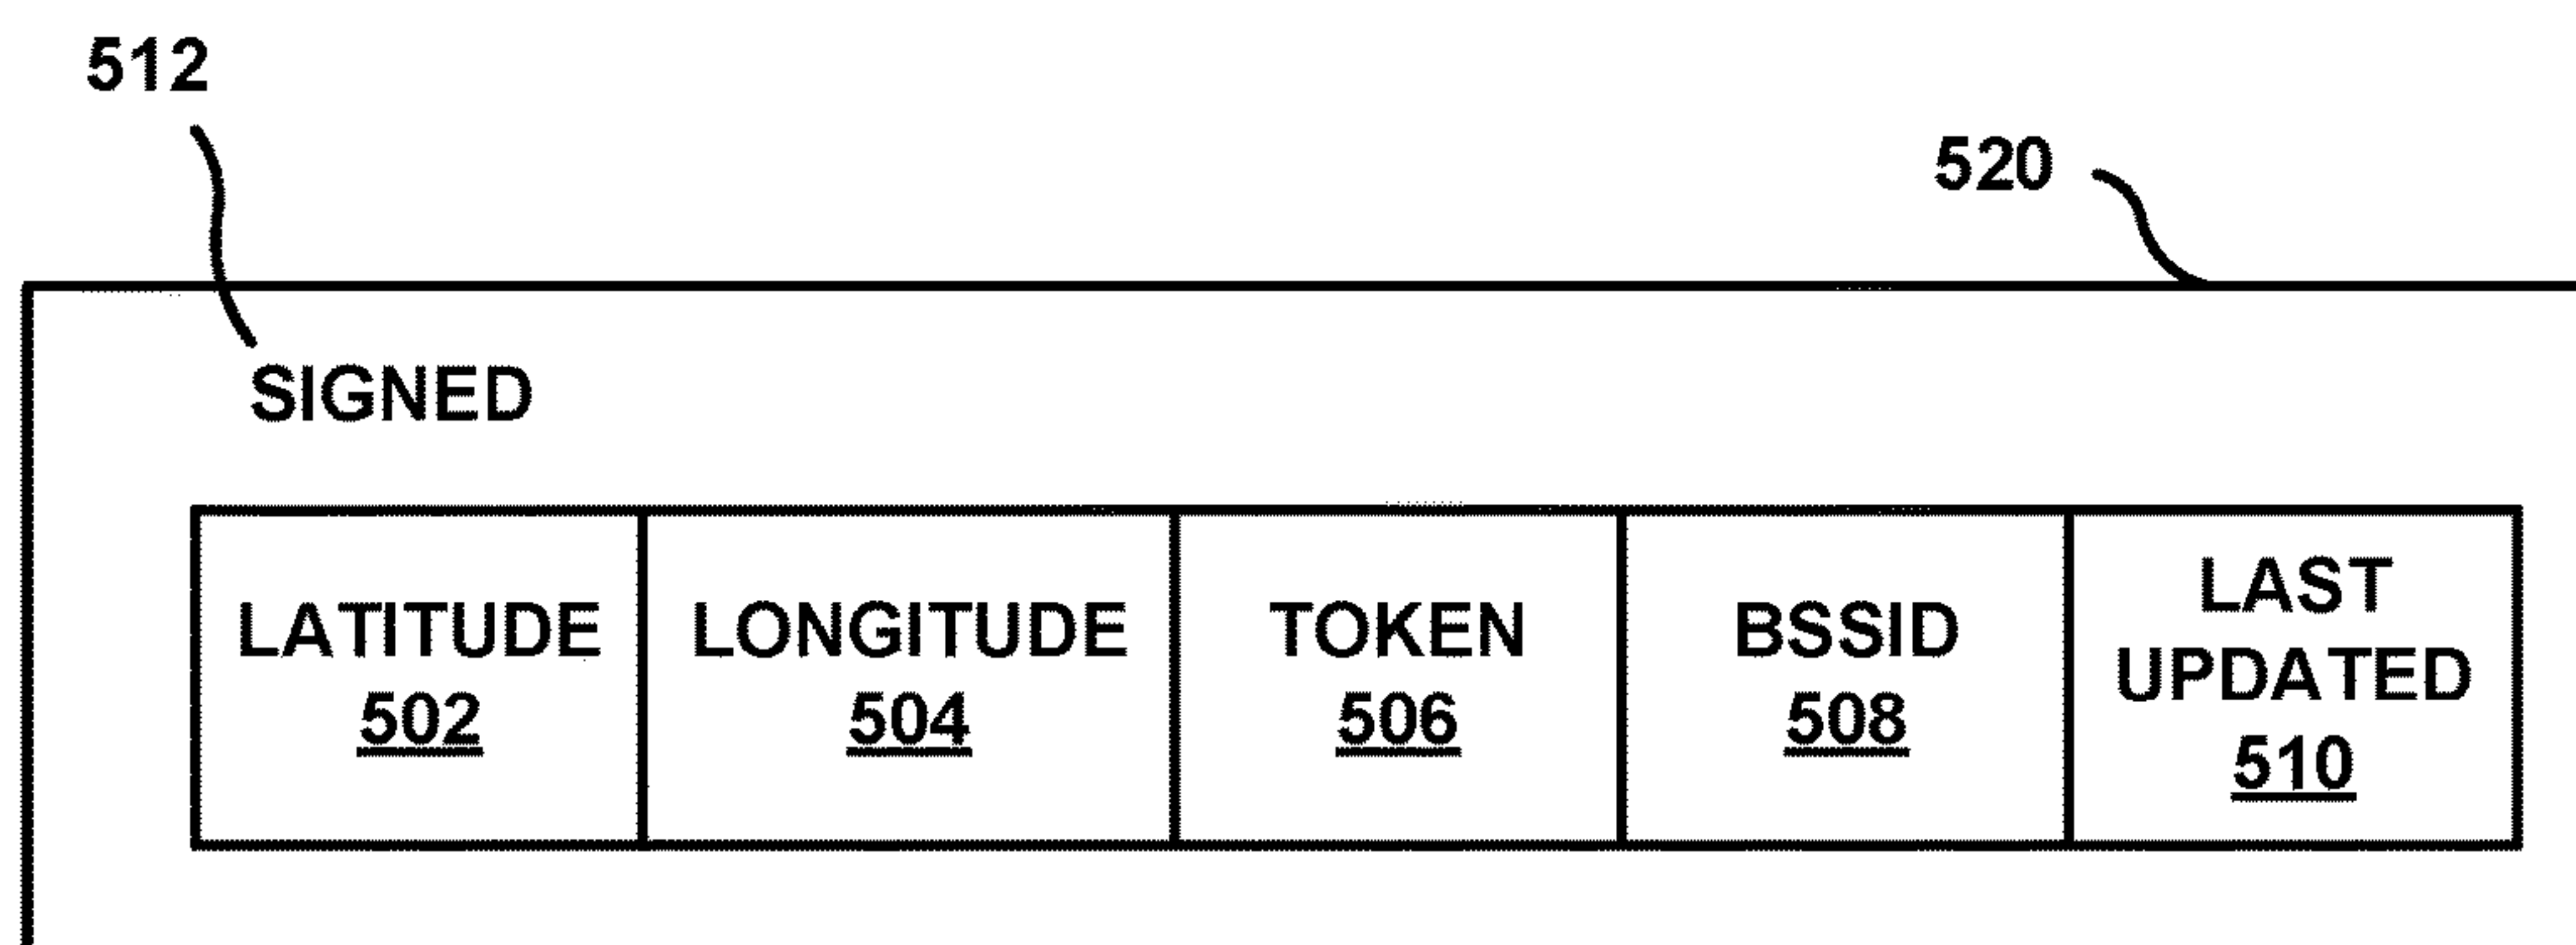 512
520
SIGNED
LATITUDE
502
LONGITUDE
504
TOKEN
506
BSSID
508
LAST
UPDATED
510